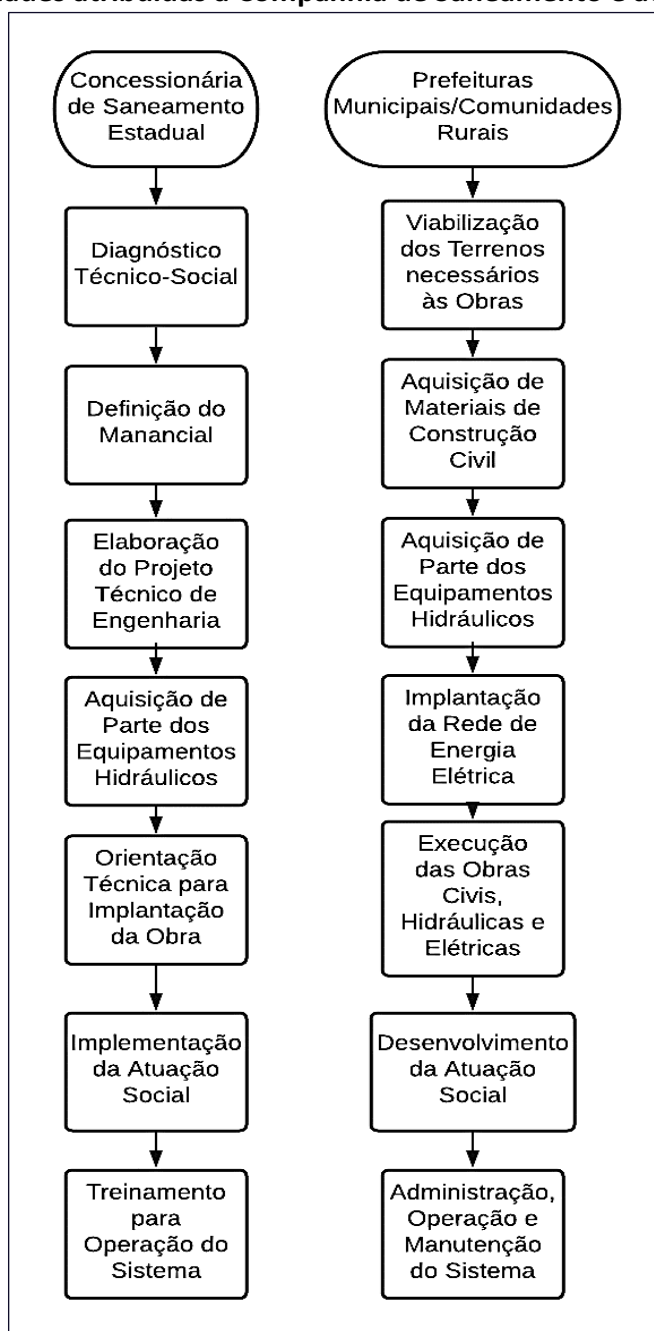 atribuídas à companhia de saneamento e
Concessionária
de Saneamento
Estadual
Diagnóstico
Técnico-Social
Definição do
Manancial
Elaboração
do Projeto
Técnico de
Engenharia
Aquisição de
Parte dos
Equipamentos
Hidráulicos
Orientação
Técnica para
Implantação
da Obra
Implementação
da Atuação
Social
Treinamento
para
Operação do
Sistema
Prefeituras
Municipais/Comunidades
Rurais
Viabilização
dos Terrenos
necessários
às Obras
Aquisição de
Materiais de
Construção
Civil
Aquisição de
Parte dos
Equipamentos
Hidráulicos
Implantação
da Rede de
Energia
Elétrica
Execução
das Obras
Civis,
Hidráulicas e
Elétricas
Desenvolvimento
da Atuação
Social
Administração,
Operação e
Manutenção
do Sistema